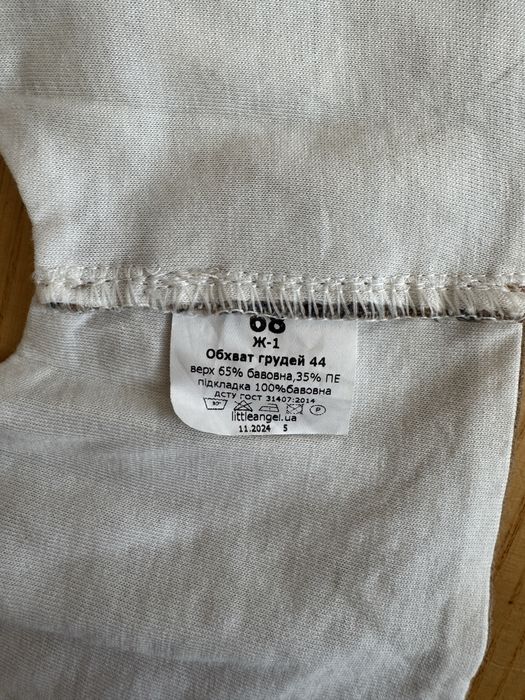 68
Ж-1
Обхват грудей 44
верх 65% бавовна,35% ПЕ
підкладка 100%бавовна
ДСТУ ГОСТ 31407:2014
30° P
littleangel.ua
11.2024 5